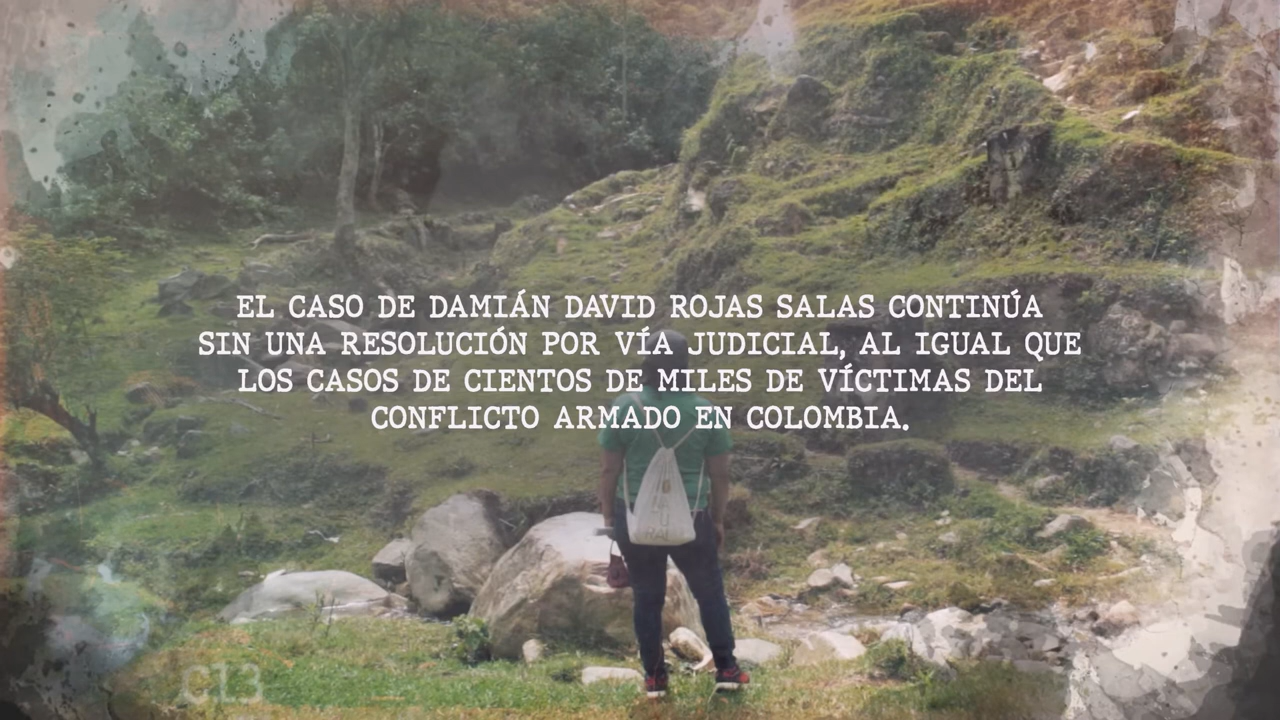 EL CASO DE DAMIÁN DAVID ROJAS SALAS CONTINÚA
SIN UNA RESOLUCIÓN POR VÍA JUDICIAL, AL IGUAL QUE
LOS CASOS DE CIENTOS DE MILES DE VÍCTIMAS DEL
CONFLICTO ARMADO EN COLOMBIA.
C13